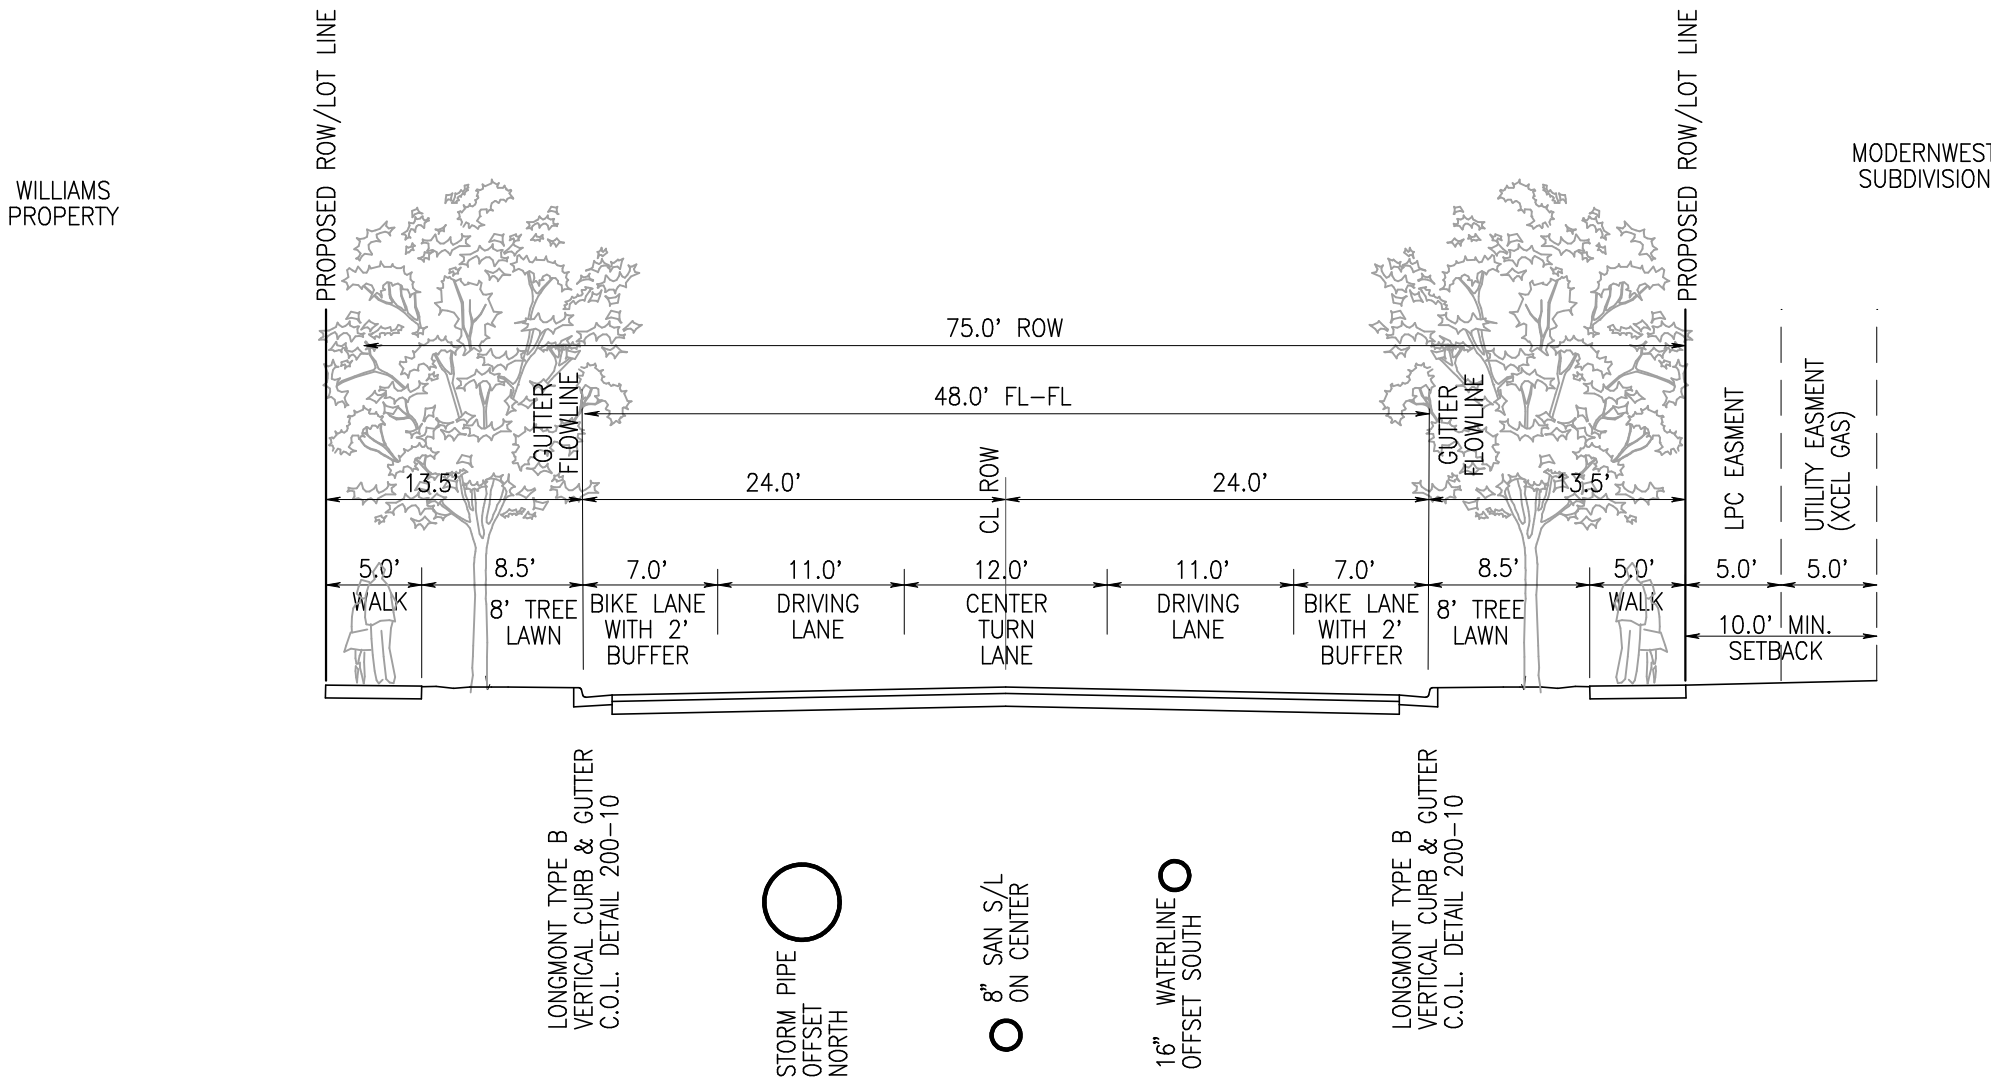 PROPOSED ROW/LOT LINE
PROPOSED ROW/LOT LINE
WILLIAMS
PROPERTY
MODERNWEST
SUBDIVISION
75.0' ROW
48.0' FL-FL
GUTTER
FLOWLINE
CL ROW
GUTTER
FLOWLINE
LPC EASMENT
UTILITY EASMENT
(XCEL GAS)
13.5'
24.0'
24.0'
13.5'
5.0'
8.5'
7.0'
11.0'
12.0'
11.0'
7.0'
8.5'
5.0'
5.0'
5.0'
WALK
8' TREE
LAWN
BIKE LANE
WITH 2'
BUFFER
DRIVING
LANE
CENTER
TURN
LANE
DRIVING
LANE
BIKE LANE
WITH 2'
BUFFER
8' TREE
LAWN
WALK
10.0' MIN.
SETBACK
LONGMONT TYPE B
VERTICAL CURB & GUTTER
C.O.L. DETAIL 200-10
STORM PIPE
OFFSET
NORTH
8" SAN S/L
ON CENTER
16" WATERLINE
OFFSET SOUTH
LONGMONT TYPE B
VERTICAL CURB & GUTTER
C.O.L. DETAIL 200-10